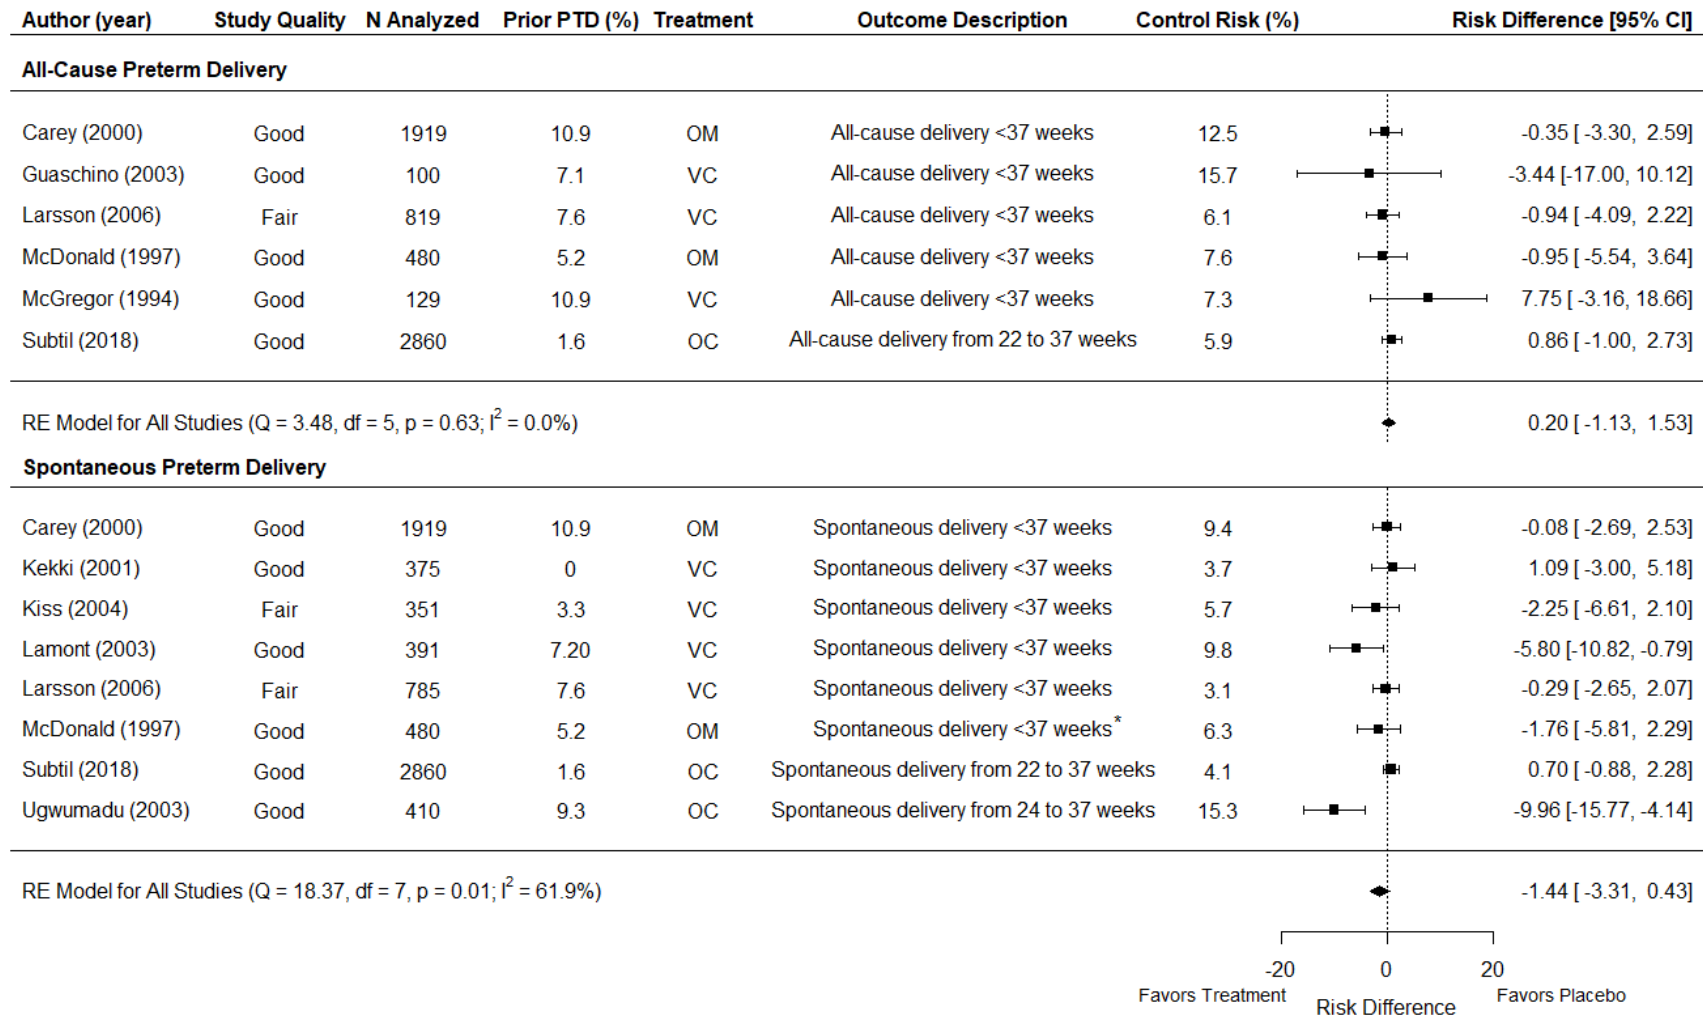 Author (year) Study Quality N Analyzed Prior PTD (%) Treatment Outcome Description Control Risk (%) Risk Difference [95% CI]
All-Cause Preterm Delivery
Carey (2000) Good 1919 10.9 OM All-cause delivery <37 weeks 12.5 -0.35 [ -3.30, 2.59]
Guaschino (2003) Good 100 7.1 VC All-cause delivery <37 weeks 15.7 -3.44 [-17.00, 10.12]
Larsson (2006) Fair 819 7.6 VC All-cause delivery <37 weeks 6.1 -0.94 [ -4.09, 2.22]
McDonald (1997) Good 480 5.2 OM All-cause delivery <37 weeks 7.6 -0.95 [ -5.54, 3.64]
McGregor (1994) Good 129 10.9 VC All-cause delivery <37 weeks 7.3 7.75 [ -3.16, 18.66]
Subtil (2018) Good 2860 1.6 OC All-cause delivery from 22 to 37 weeks 5.9 0.86 [ -1.00, 2.73]
RE Model for All Studies (Q = 3.48, df = 5, p = 0.63; I² = 0.0%) 0.20 [ -1.13, 1.53]
Spontaneous Preterm Delivery
Carey (2000) Good 1919 10.9 OM Spontaneous delivery <37 weeks 9.4 -0.08 [ -2.69, 2.53]
Kekki (2001) Good 375 0 VC Spontaneous delivery <37 weeks 3.7 1.09 [ -3.00, 5.18]
Kiss (2004) Fair 351 3.3 VC Spontaneous delivery <37 weeks 5.7 -2.25 [ -6.61, 2.10]
Lamont (2003) Good 391 7.20 VC Spontaneous delivery <37 weeks 9.8 -5.80 [-10.82, -0.79]
Larsson (2006) Fair 785 7.6 VC Spontaneous delivery <37 weeks 3.1 -0.29 [ -2.65, 2.07]
McDonald (1997) Good 480 5.2 OM Spontaneous delivery <37 weeks* 6.3 -1.76 [ -5.81, 2.29]
Subtil (2018) Good 2860 1.6 OC Spontaneous delivery from 22 to 37 weeks 4.1 0.70 [ -0.88, 2.28]
Ugwumadu (2003) Good 410 9.3 OC Spontaneous delivery from 24 to 37 weeks 15.3 -9.96 [-15.77, -4.14]
RE Model for All Studies (Q = 18.37, df = 7, p = 0.01; I² = 61.9%) -1.44 [ -3.31, 0.43]
-20 0 20
Favors Treatment Risk Difference Favors Placebo